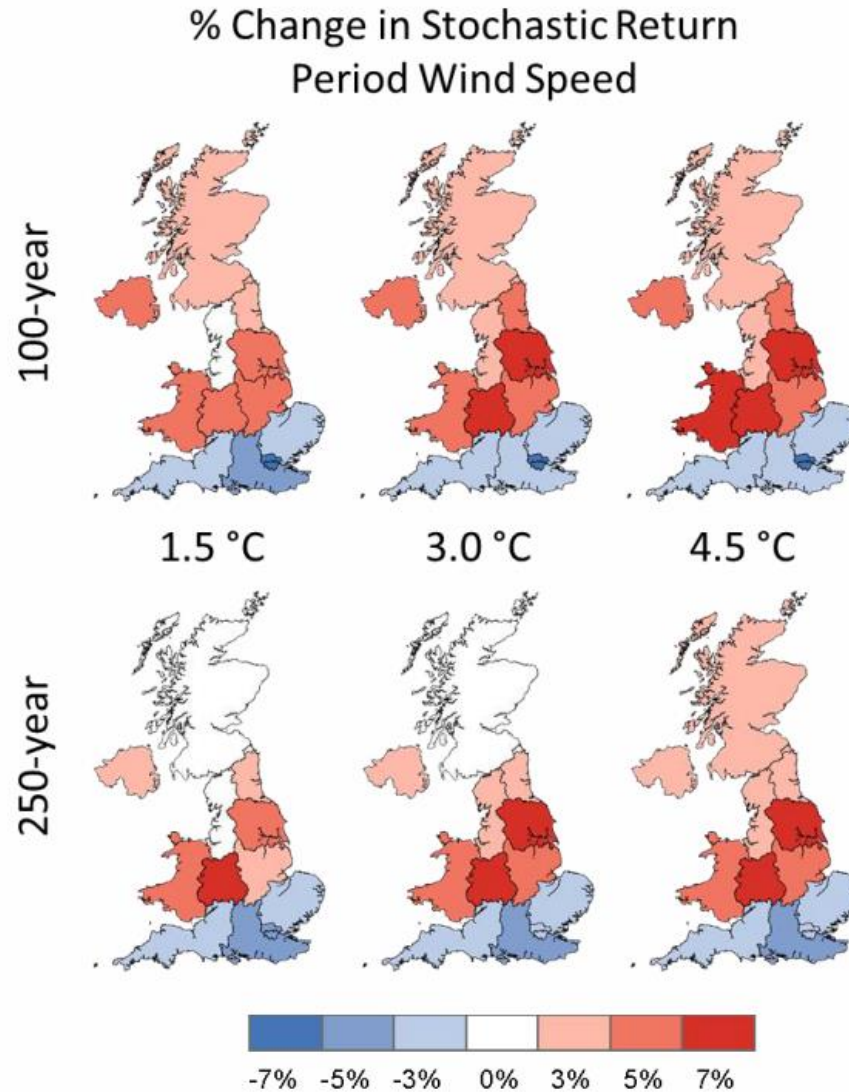 % Change in Stochastic Return
Period Wind Speed
100-year
1.5 °C 3.0 °C 4.5 °C
250-year
-7% -5% -3% 0% 3% 5% 7%